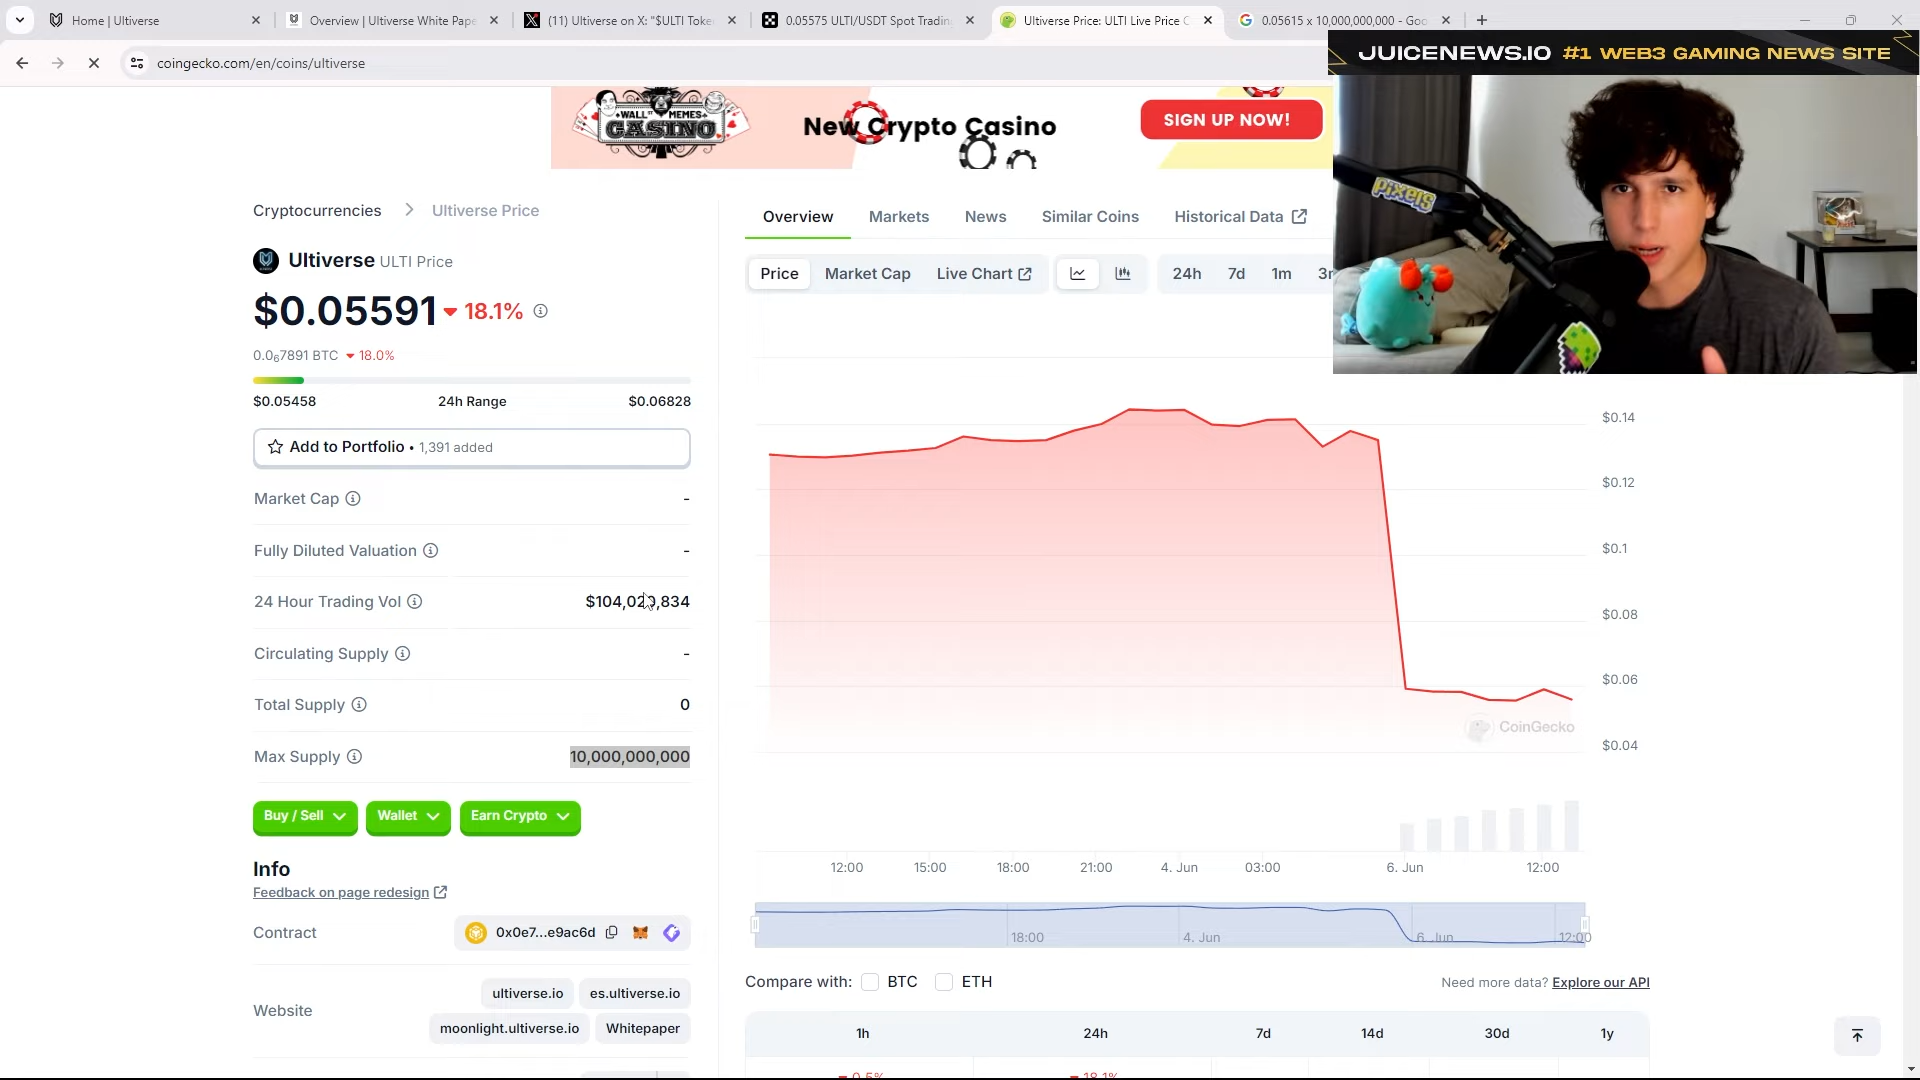 Home | Ultiverse
Overview | Ultiverse White Pape
(11) Ultiverse on X: "$ULTI Toke
0.05575 ULTI/USDT Spot Tradin
Ultiverse Price: ULTI Live Price C
0.05615 x 10,000,000,000 - Goo
coingecko.com/en/coins/ultiverse
JUICENEWS.IO #1 WEB3 GAMING NEWS SITE
WALL ST MEMES
CASINO
New Crypto Casino
SIGN UP NOW!
PIXELS
Cryptocurrencies
Ultiverse Price
Overview
Markets
News
Similar Coins
Historical Data
Ultiverse ULTI Price
$0.05591 18.1%
0.0₆7891 BTC 18.0%
$0.05458
24h Range
$0.06828
Add to Portfolio • 1,391 added
Market Cap -
Fully Diluted Valuation -
24 Hour Trading Vol
Circulating Supply -
Total Supply 0
Max Supply 10,000,000,000
Buy / Sell
Wallet
Earn Crypto
Info
Feedback on page redesign
Contract 0x0e7...e9ac6d
Website
ultiverse.io
es.ultiverse.io
moonlight.ultiverse.io
Whitepaper
Price
Market Cap
Live Chart
24h
7d
1m
$0.14
$0.12
$0.1
$0.08
$0.06
$0.04
CoinGecko
12:00
15:00
18:00
21:00
4. Jun
03:00
6. Jun
12:00
18:00
4. Jun
6. Jun
12:00
Compare with: BTC ETH
Need more data? Explore our API
1h
24h
7d
14d
30d
1y
0.5%
18.1%